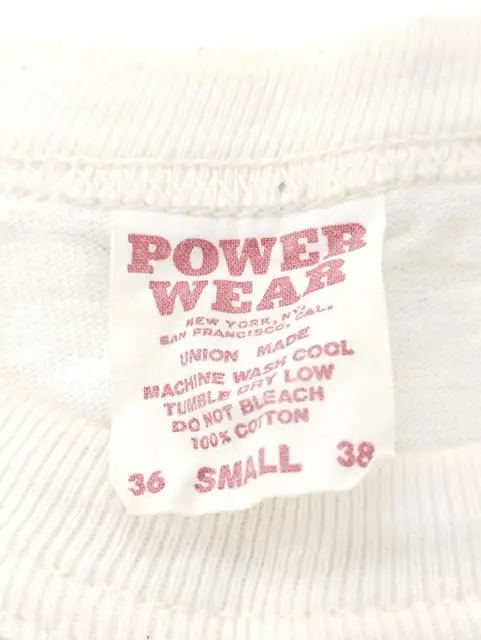 POWER
WEAR
NEW YORK, NY.
SAN FRANCISCO, CAL.
UNION MADE
MACHINE WASH COOL
TUMBLE DRY LOW
DO NOT BLEACH
100% COTTON
36 SMALL 38